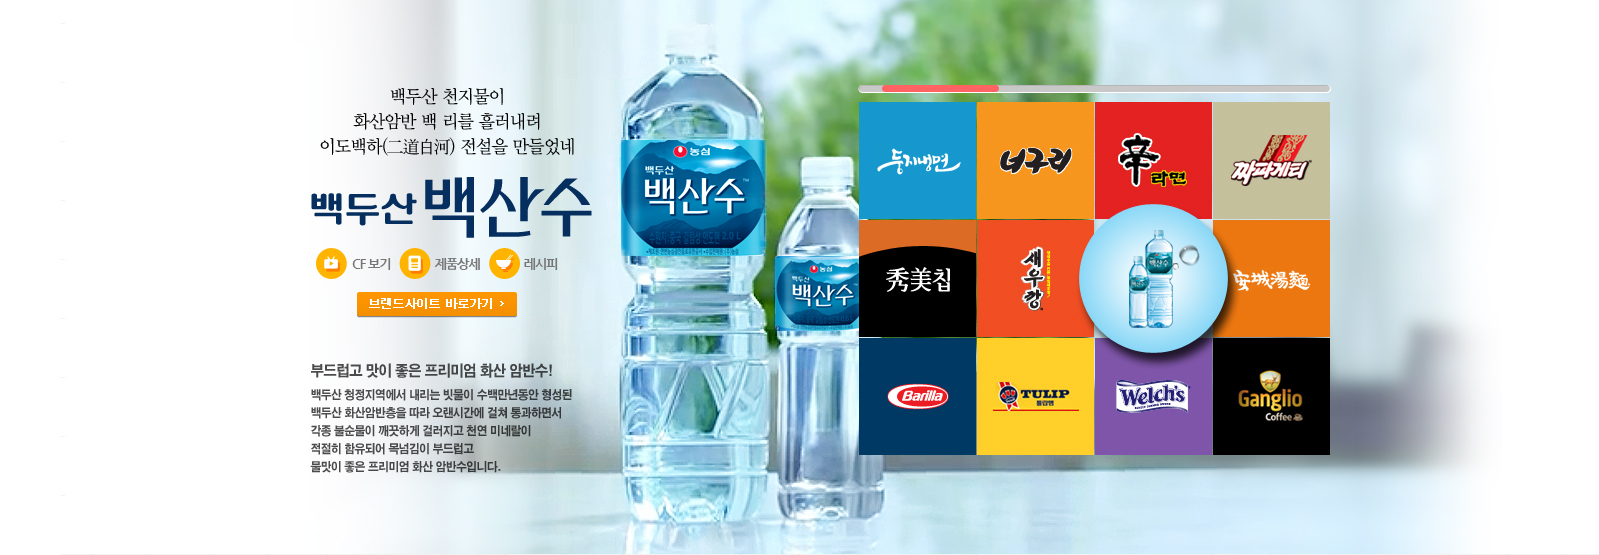 백두산 천지물이
화산암반 백 리를 흘러내려
이도백하(二道白河) 전설을 만들었네
백두산 백산수
CF 보기
제품상세
레시피
브랜드사이트 바로가기 >
부드럽고 맛이 좋은 프리미엄 화산 암반수!
백두산 청정지역에서 내리는 빗물이 수백만년동안 형성된
백두산 화산암반층을 따라 오랜시간에 걸쳐 통과하면서
각종 불순물이 깨끗하게 걸러지고 천연 미네랄이
적절히 함유되어 목넘김이 부드럽고
물맛이 좋은 프리미엄 화산 암반수입니다.
농심
백두산
백산수
2.0 L
농심
백두산
백산수
둥지냉면
너구리
辛
라면
짜파게티
秀美칩
새우깡
安城湯麵
Barilla
TULIP
튤립햄
Welch's
Ganglio
Coffee